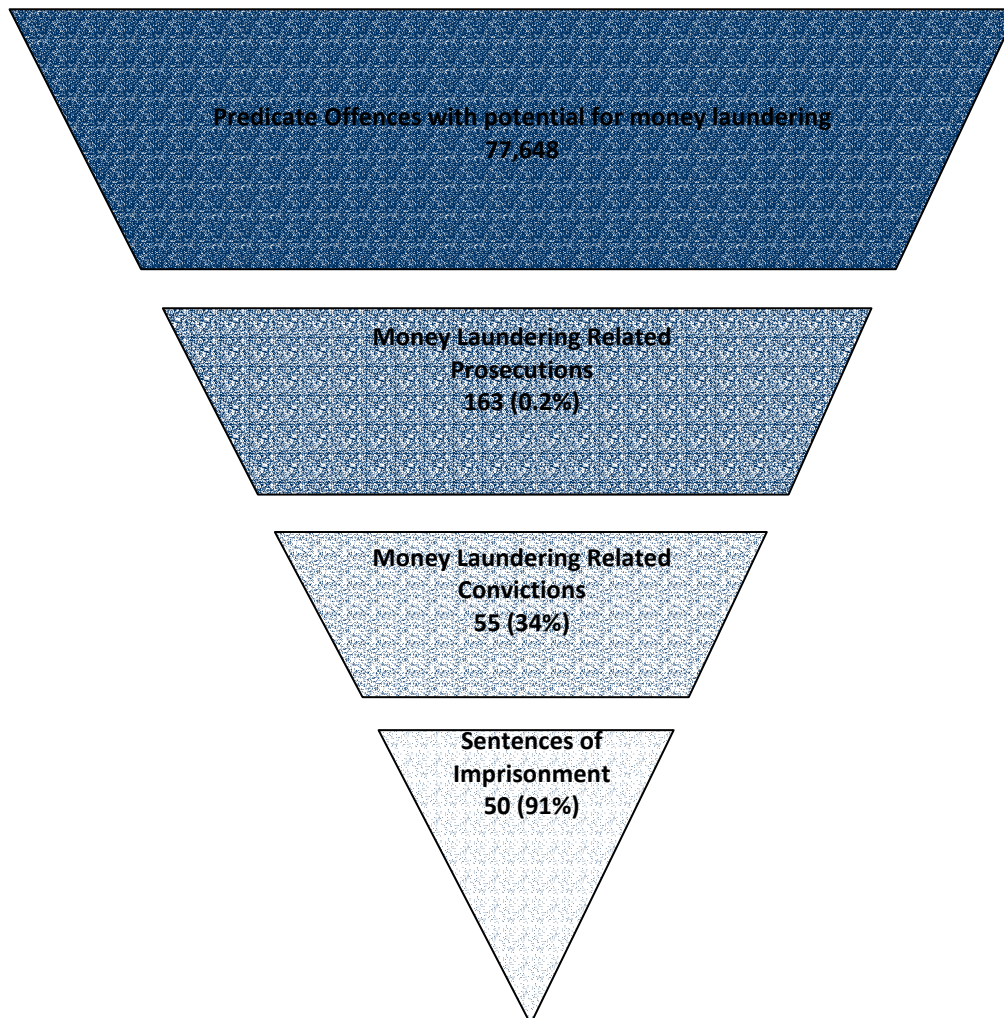 Predicate Offences with potential for money laundering
77,648
Money Laundering Related
Prosecutions
163 (0.2%)
Money Laundering Related
Convictions
55 (34%)
Sentences of
Imprisonment
50 (91%)